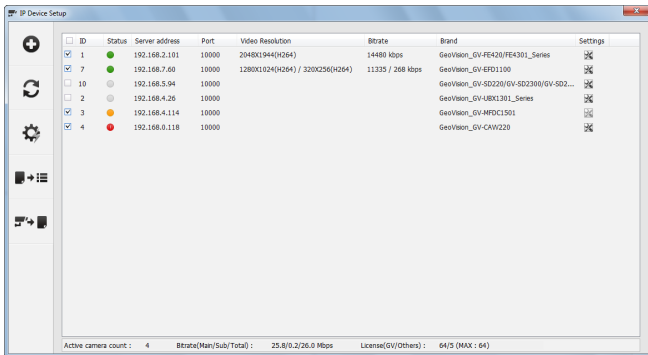 IP Device Setup
ID Status Server address Port Video Resolution Bitrate Brand Settings
1 192.168.2.101 10000 2048X1944(H264) 14480 kbps GeoVision_GV-FE420/FE4301_Series
7 192.168.7.60 10000 1280X1024(H264) / 320X256(H264) 11335 / 268 kbps GeoVision_GV-EFD1100
10 192.168.5.94 10000 GeoVision_GV-SD220/GV-SD2300/GV-SD2...
2 192.168.4.26 10000 GeoVision_GV-UBX1301_Series
3 192.168.4.114 10000 GeoVision_GV-MFDC1501
4 192.168.0.118 10000 GeoVision_GV-CAW220
Active camera count : 4 Bitrate(Main/Sub/Total) : 25.8/0.2/26.0 Mbps License(GV/Others) : 64/5 (MAX : 64)